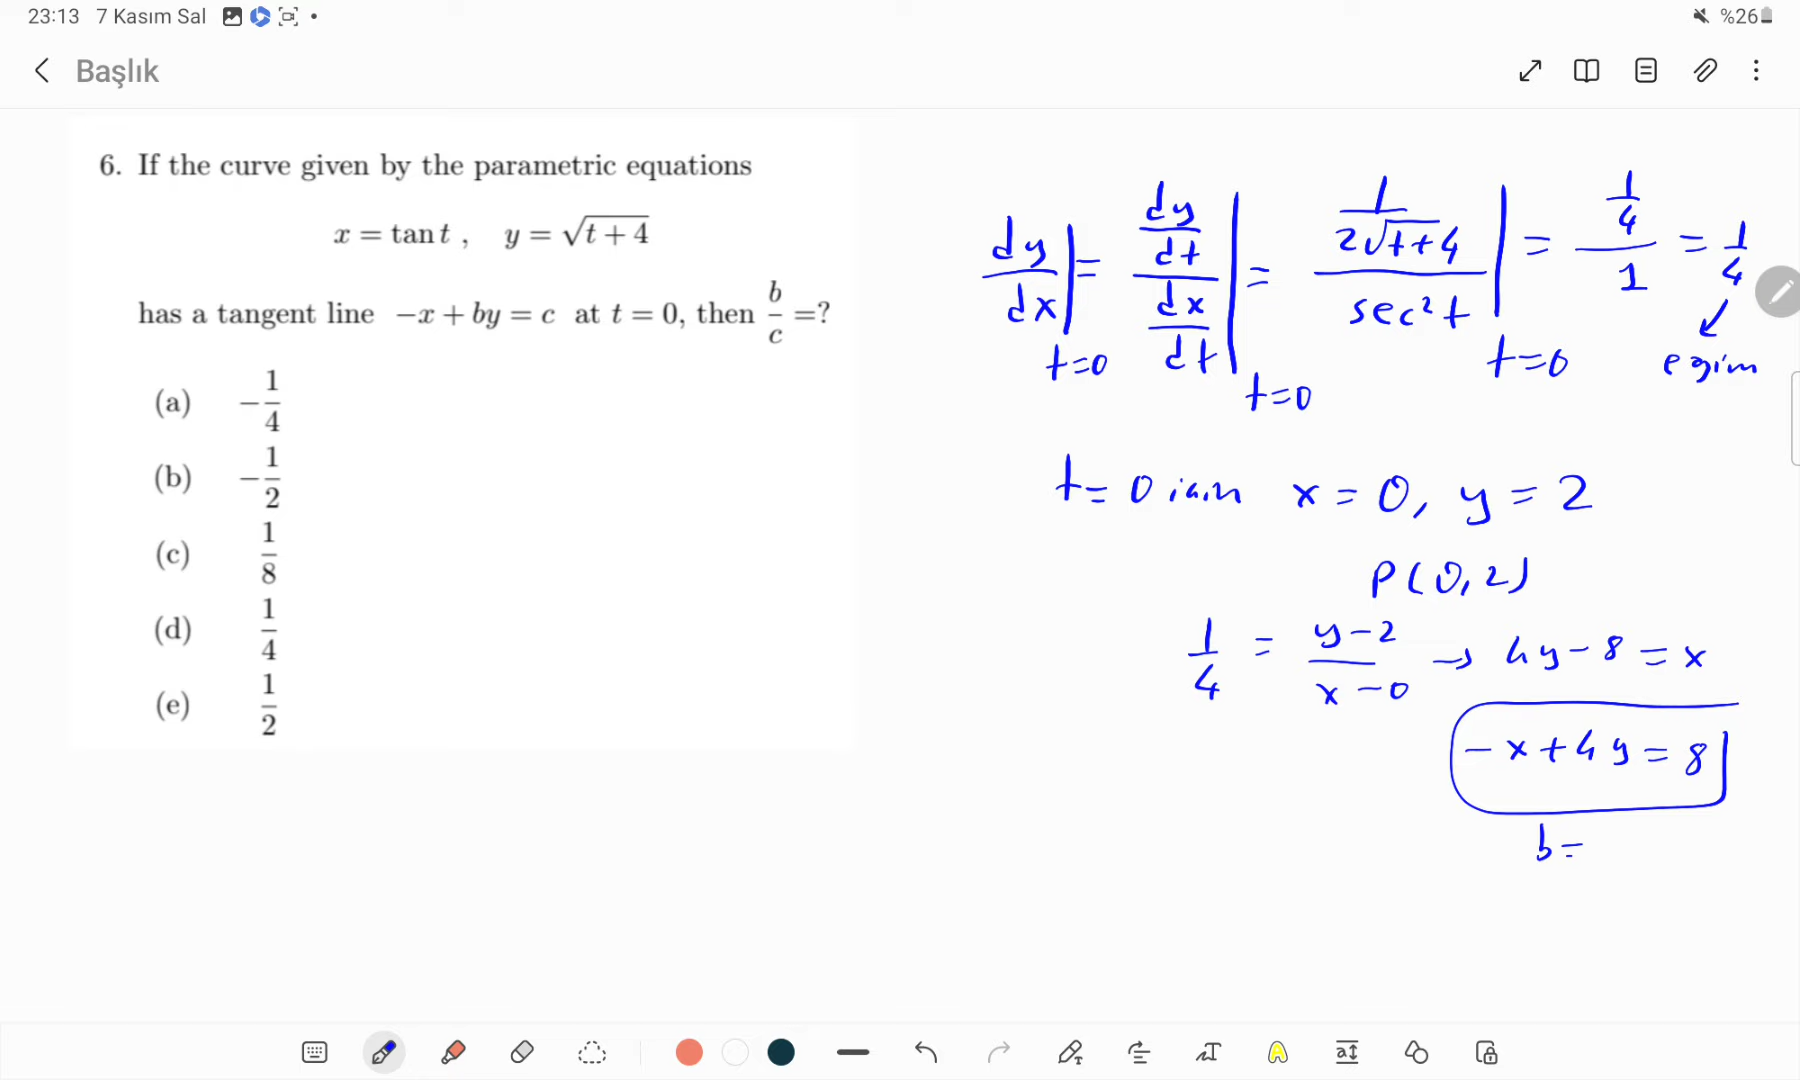 23:13 7 Kasım Sal
%26
Başlık
6. If the curve given by the parametric equations
x = tan t , y = √(t + 4)
has a tangent line −x + by = c at t = 0, then b/c =?
(a) −1/4
(b) −1/2
(c) 1/8
(d) 1/4
(e) 1/2
dy/dx | t=0 = (dy/dt)/(dx/dt) | t=0 = (1/(2√(t+4)))/(sec²t) | t=0 = (1/4)/1 = 1/4
eğim
t=0 için x=0, y=2
P(0,2)
1/4 = (y−2)/(x−0) → 4y−8=x
−x+4y=8
b=